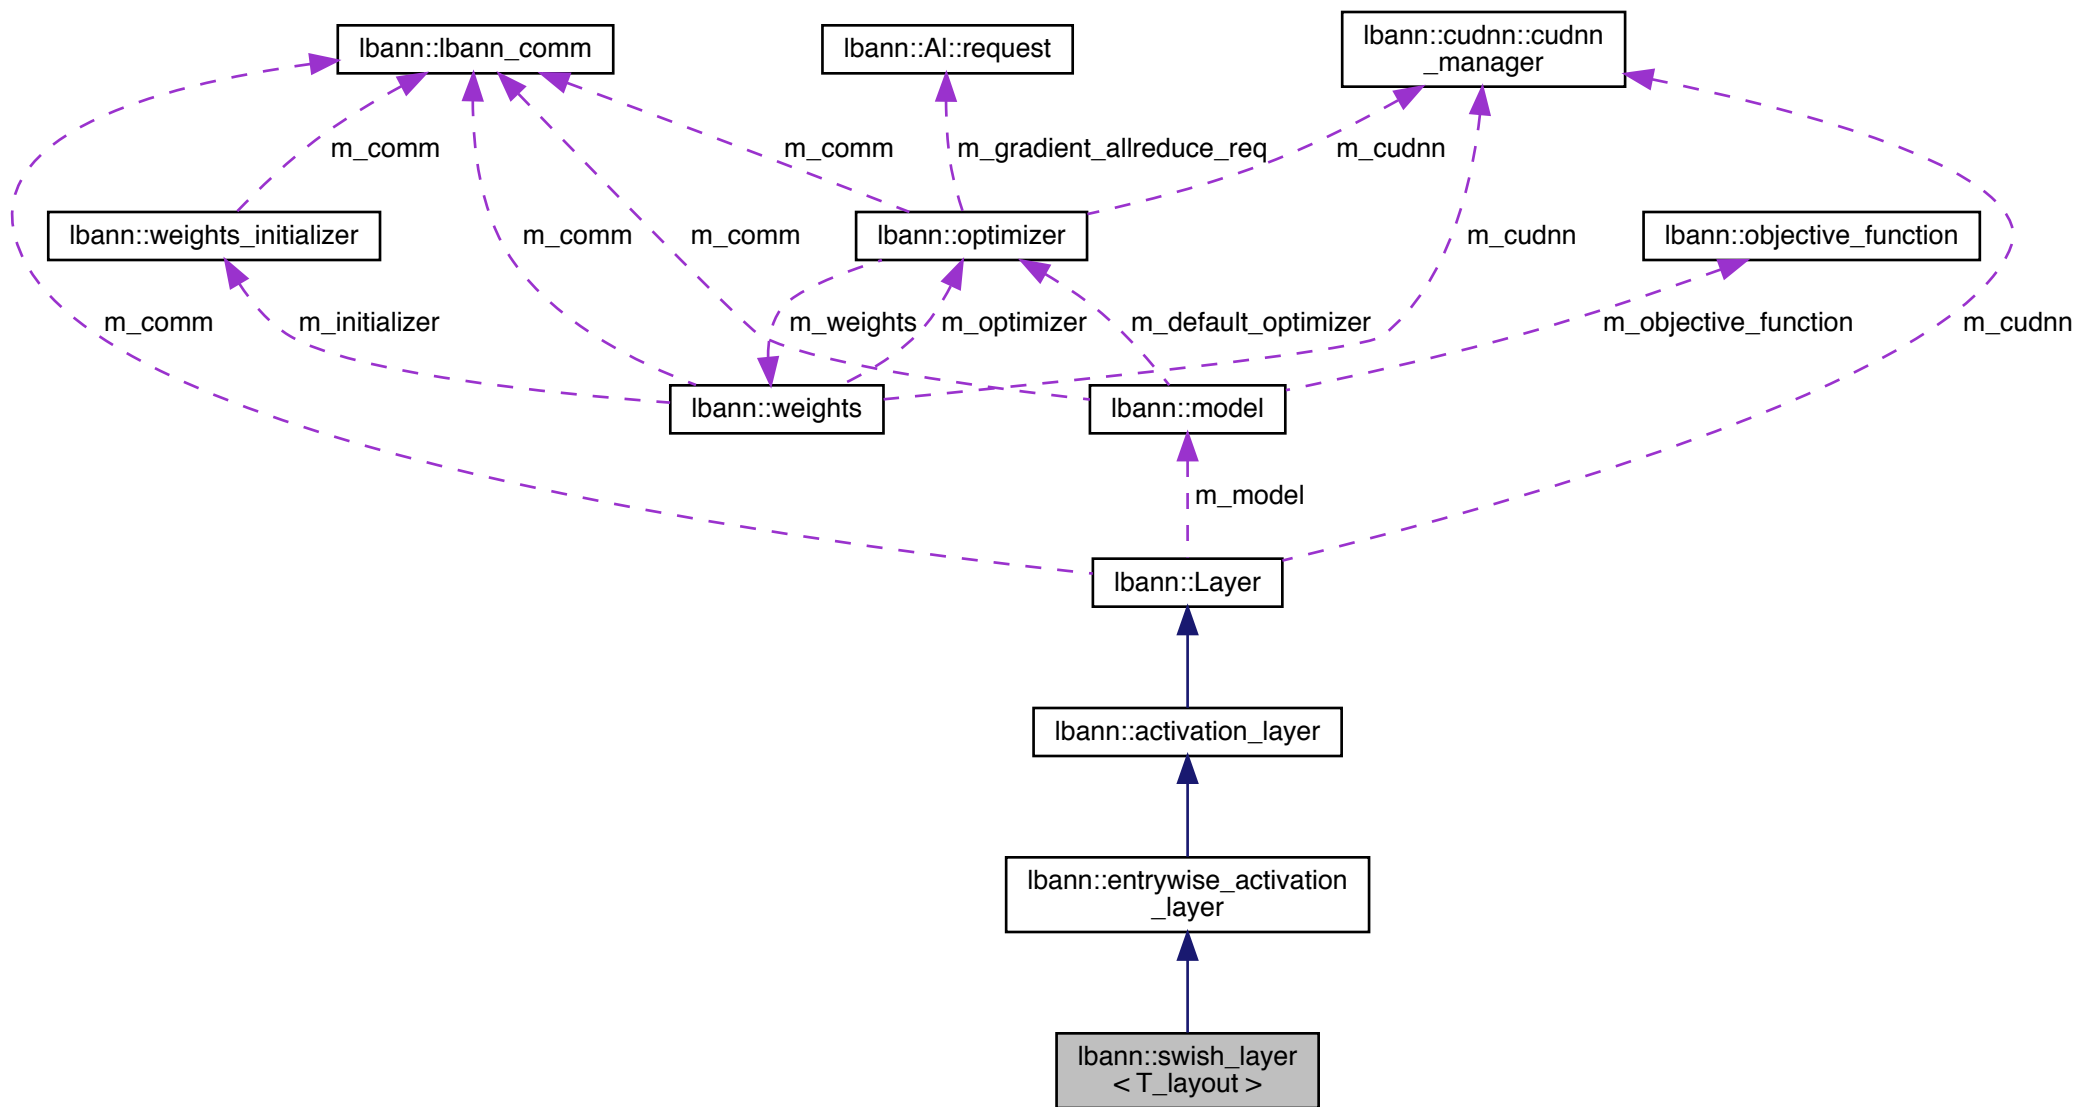 lbann::lbann_comm
lbann::Al::request
lbann::cudnn::cudnn
_manager
m_comm
m_comm
m_gradient_allreduce_req
m_cudnn
lbann::weights_initializer
m_comm
m_comm
lbann::optimizer
m_cudnn
lbann::objective_function
m_comm
m_initializer
m_weights
m_optimizer
m_default_optimizer
m_objective_function
m_cudnn
lbann::weights
lbann::model
m_model
lbann::Layer
lbann::activation_layer
lbann::entrywise_activation
_layer
lbann::swish_layer
< T_layout >